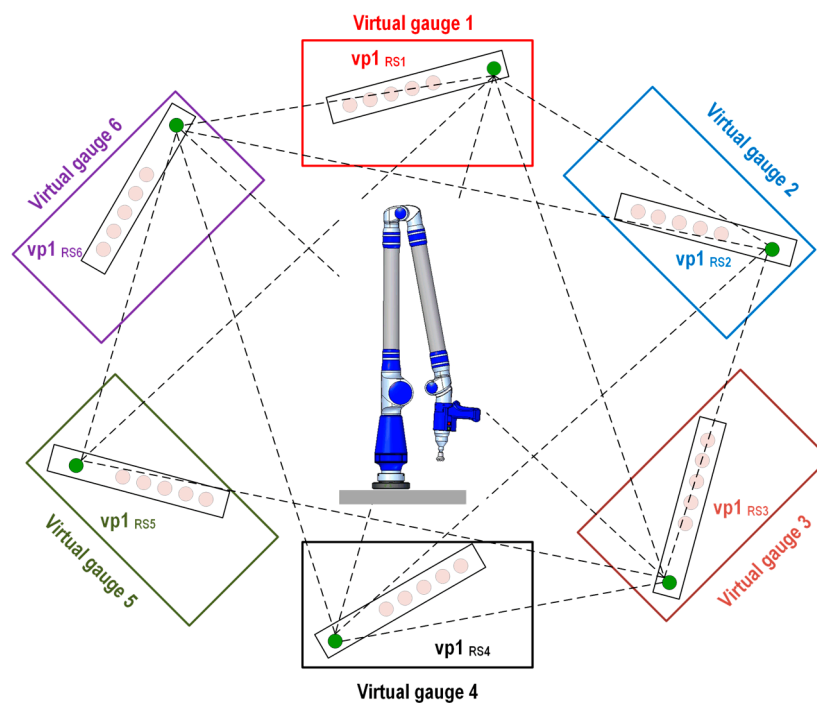 Virtual gauge 1
vp1 RS1
Virtual gauge 2
vp1 RS2
Virtual gauge 3
vp1 RS3
Virtual gauge 4
vp1 RS4
Virtual gauge 5
vp1 RS5
Virtual gauge 6
vp1 RS6